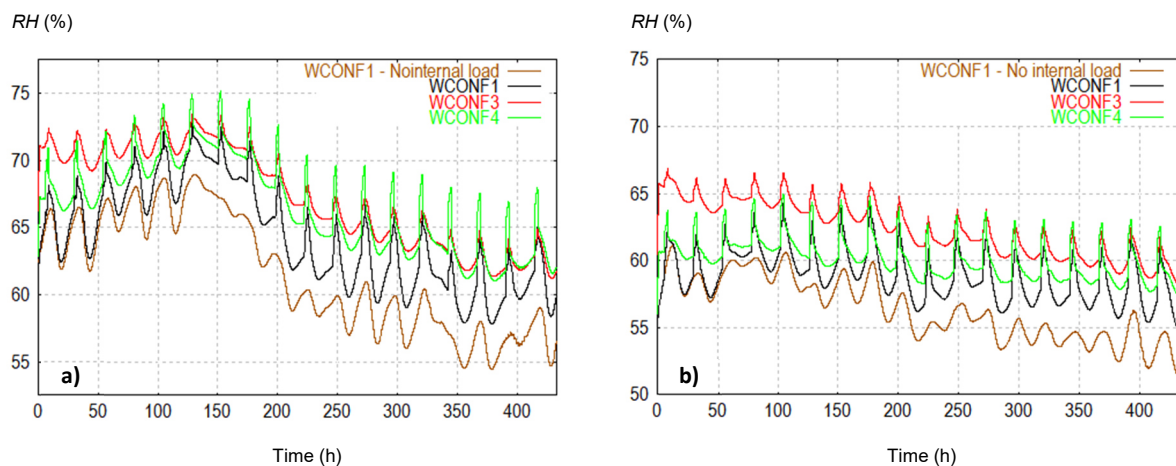 RH (%)
75
70
65
60
55
0 50 100 150 200 250 300 350 400
WCONF1 - Nointernal load
WCONF1
WCONF3
WCONF4
a)
Time (h)
RH (%)
75
70
65
60
55
50
0 50 100 150 200 250 300 350 400
WCONF1 - No internal load
WCONF1
WCONF3
WCONF4
b)
Time (h)